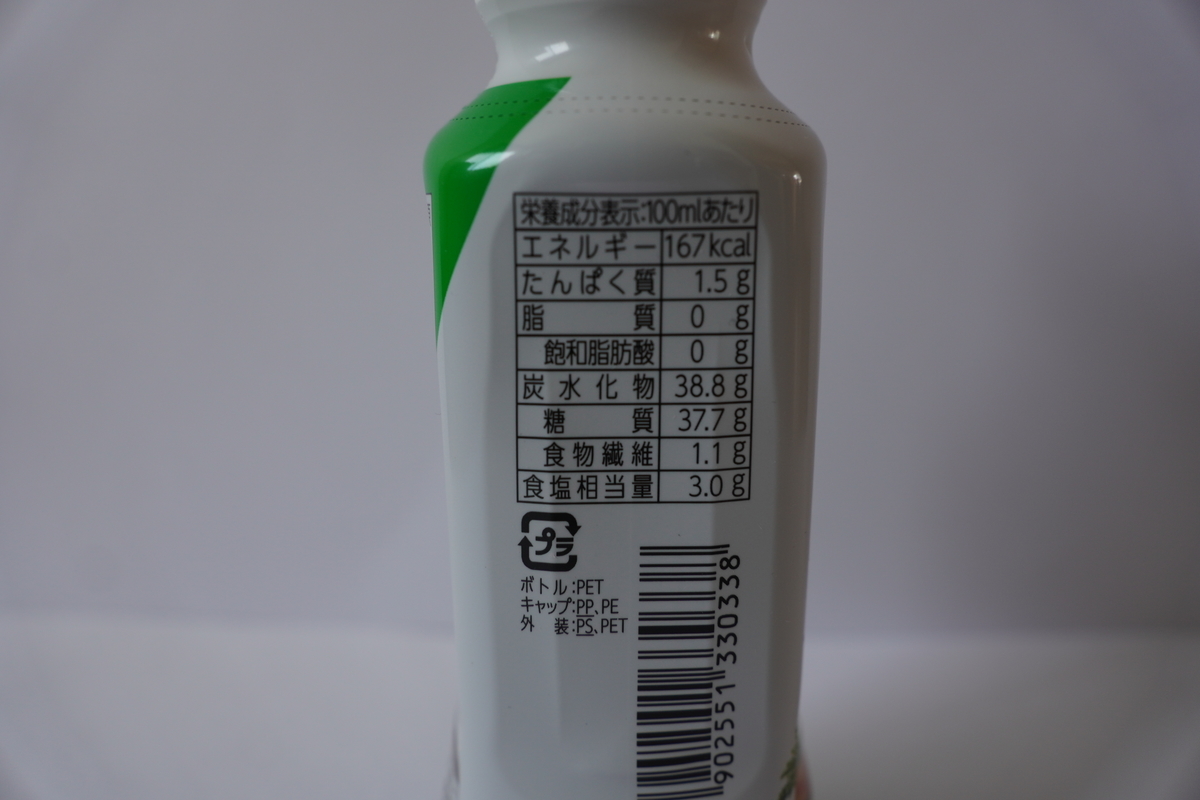 栄養成分表示:100mlあたり
エネルギー 167kcal
たんぱく質 1.5g
脂質 0g
飽和脂肪酸 0g
炭水化物 38.8g
糖質 37.7g
食物繊維 1.1g
食塩相当量 3.0g
プラ
ボトル:PET
キャップ:PP、PE
外装:PS、PET
902551 330338